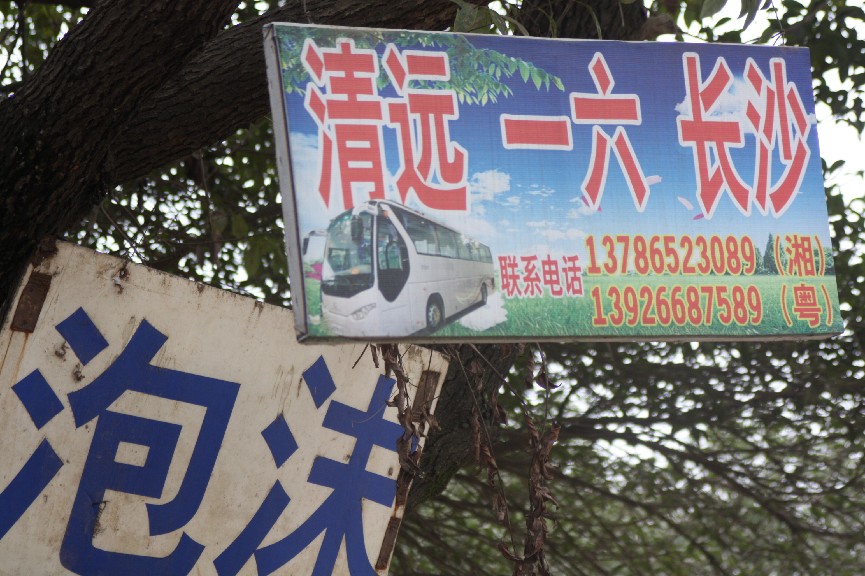 清远 一六 长沙
联系电话 13786523089（湘）
13926687589（粤）
泡沫